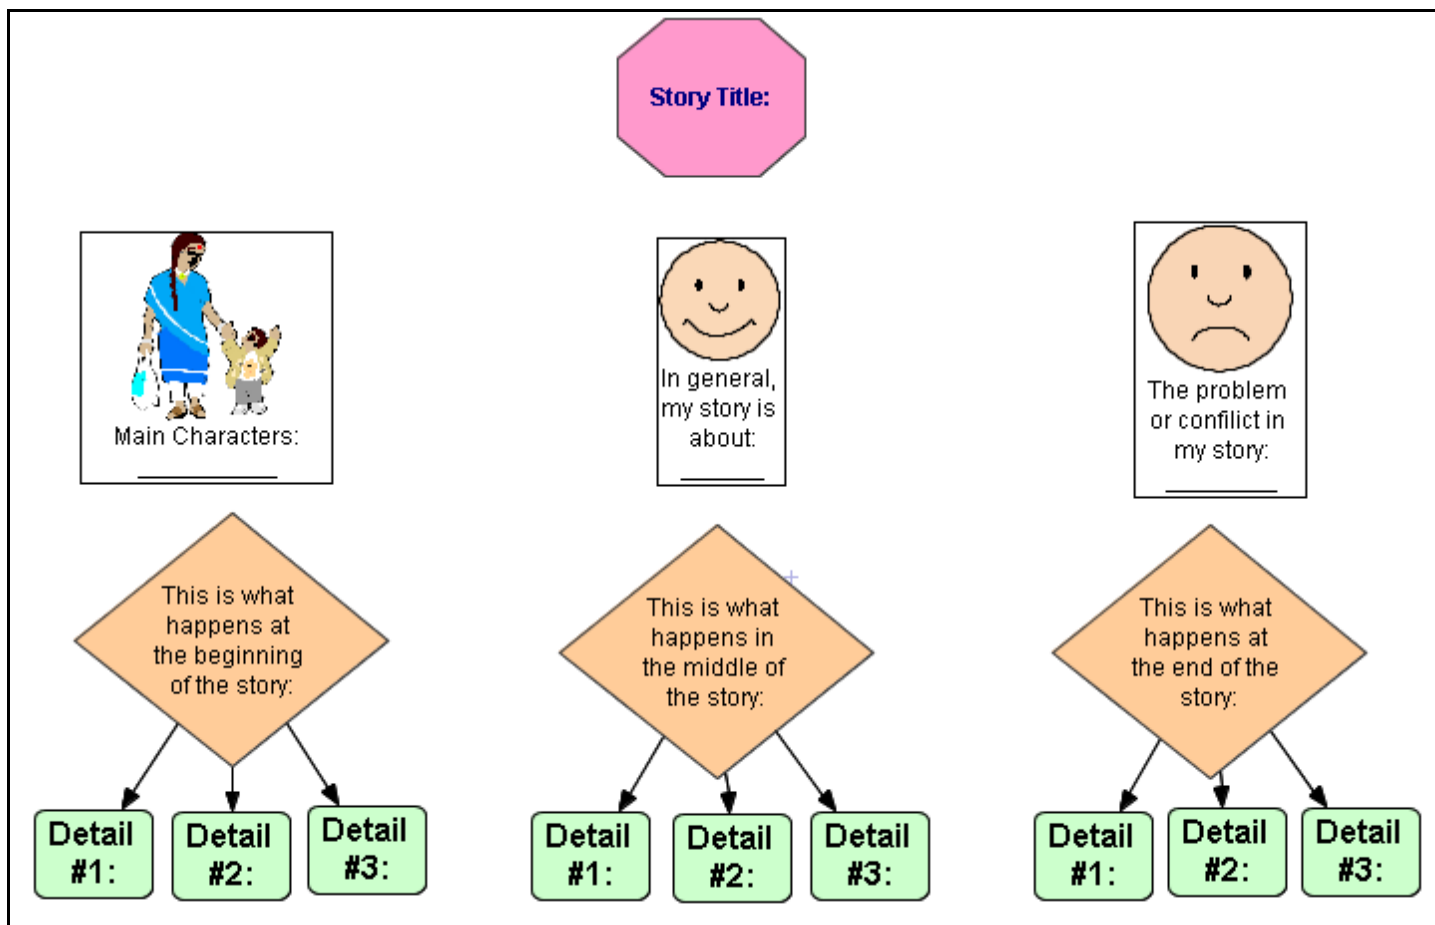 Story Title:
Main Characters:
In general,
my story is
about:
The problem
or confilict in
my story:
This is what
happens at
the beginning
of the story:
This is what
happens in
the middle of
the story:
This is what
happens at
the end of the
story:
Detail
#1:
Detail
#2:
Detail
#3:
Detail
#1:
Detail
#2:
Detail
#3:
Detail
#1:
Detail
#2:
Detail
#3: